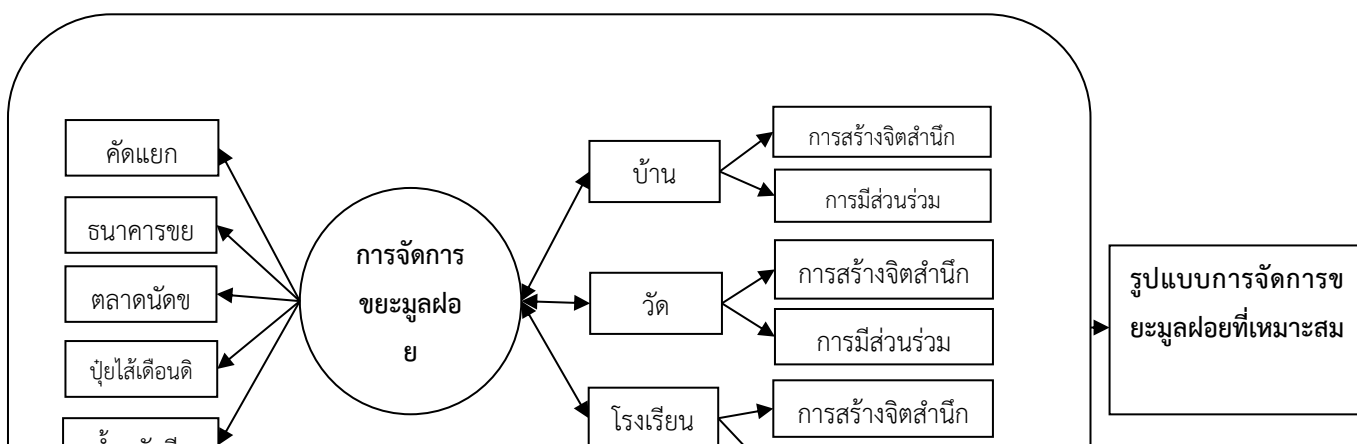 คัดแยก
ธนาคารขย
ตลาดนัดข
ปุ๋ยไส้เดือนดิ
การจัดการ
ขยะมูลฝอ
ย
บ้าน
การสร้างจิตสำนึก
การมีส่วนร่วม
วัด
การสร้างจิตสำนึก
การมีส่วนร่วม
โรงเรียน
การสร้างจิตสำนึก
รูปแบบการจัดการข
ยะมูลฝอยที่เหมาะสม